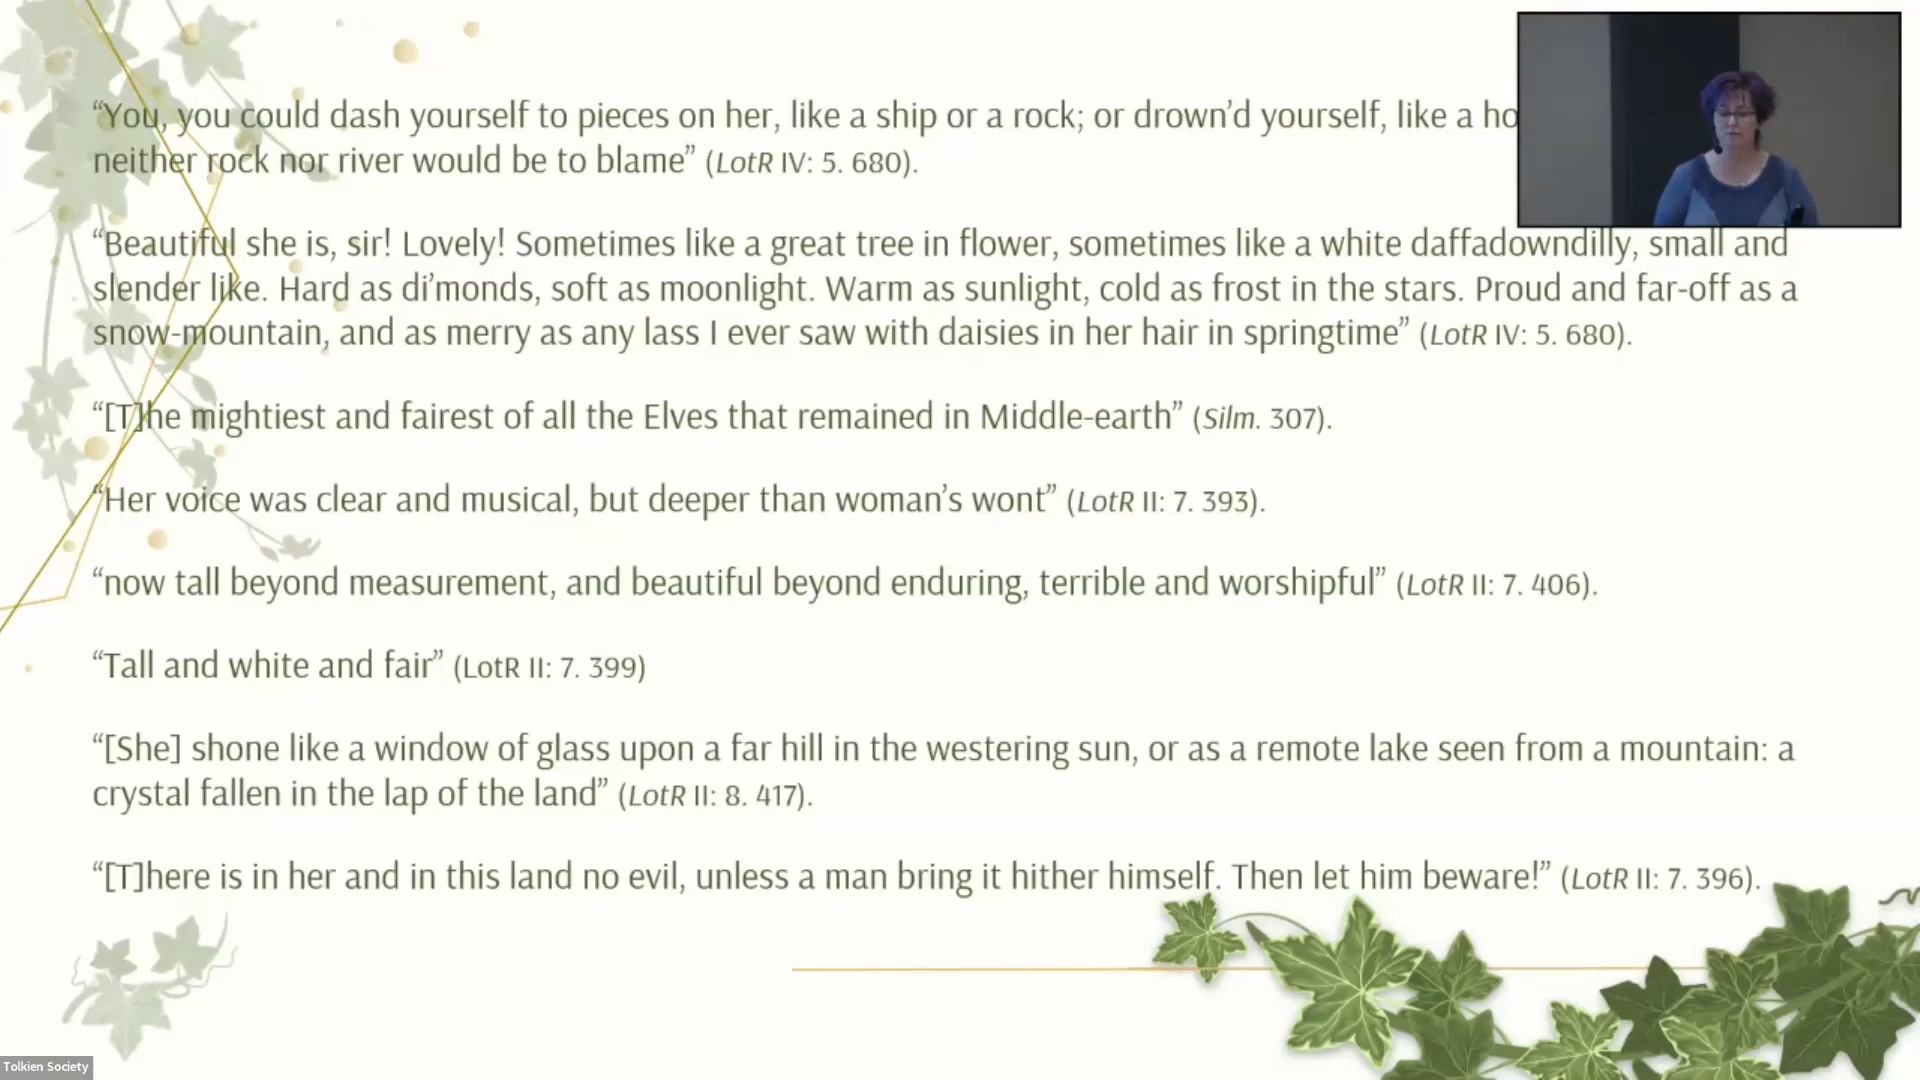 “You, you could dash yourself to pieces on her, like a ship or a rock; or drown’d yourself, like a
neither rock nor river would be to blame” (LotR IV: 5. 680).
“Beautiful she is, sir! Lovely! Sometimes like a great tree in flower, sometimes like a white daffadowndilly, small and
slender like. Hard as di’monds, soft as moonlight. Warm as sunlight, cold as frost in the stars. Proud and far-off as a
snow-mountain, and as merry as any lass I ever saw with daisies in her hair in springtime” (LotR IV: 5. 680).
“[T]he mightiest and fairest of all the Elves that remained in Middle-earth” (Silm. 307).
“Her voice was clear and musical, but deeper than woman’s wont” (LotR II: 7. 393).
“now tall beyond measurement, and beautiful beyond enduring, terrible and worshipful” (LotR II: 7. 406).
“Tall and white and fair” (LotR II: 7. 399)
“[She] shone like a window of glass upon a far hill in the westering sun, or as a remote lake seen from a mountain: a
crystal fallen in the lap of the land” (LotR II: 8. 417).
“[T]here is in her and in this land no evil, unless a man bring it hither himself. Then let him beware!” (LotR II: 7. 396).
Tolkien Society